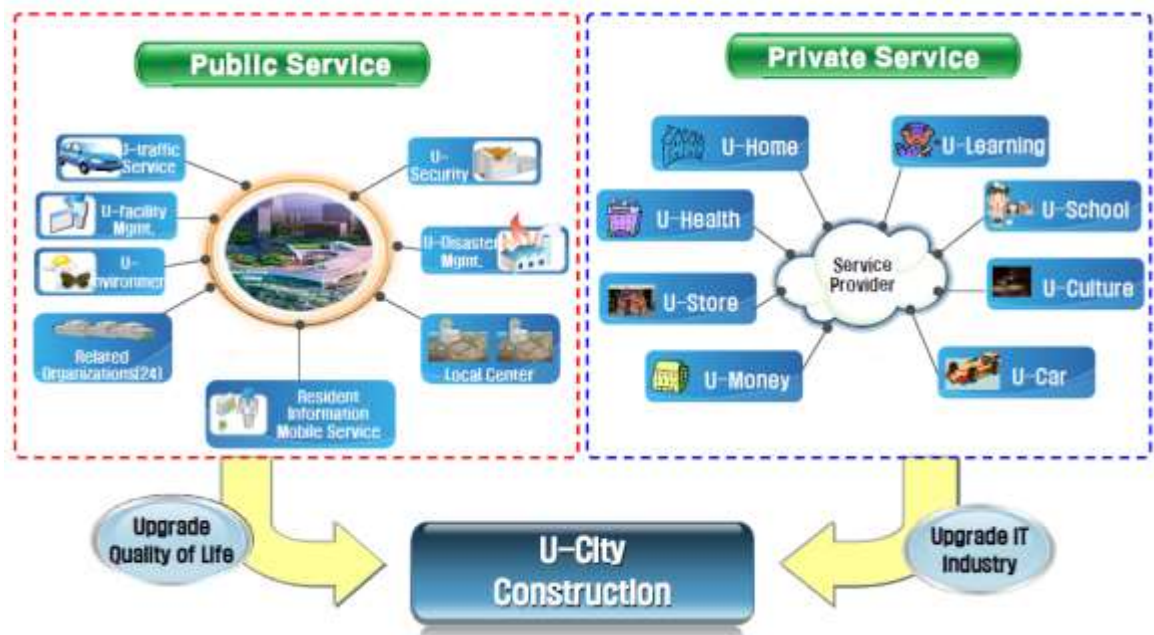 Public Service
U-traffic
Service
U-
Security
U-facility
Mgmt.
U-Disaster
Mgmt.
U-
nvironmen
Related
Organizations(24)
Local Center
Resident
Information
Mobile Service
Private Service
U-Home
U-Learning
U-Health
U-School
Service
Provider
U-Store
U-Culture
U-Money
U-Car
Upgrade
Quality of Life
U-City
Construction
Upgrade IT
Industry